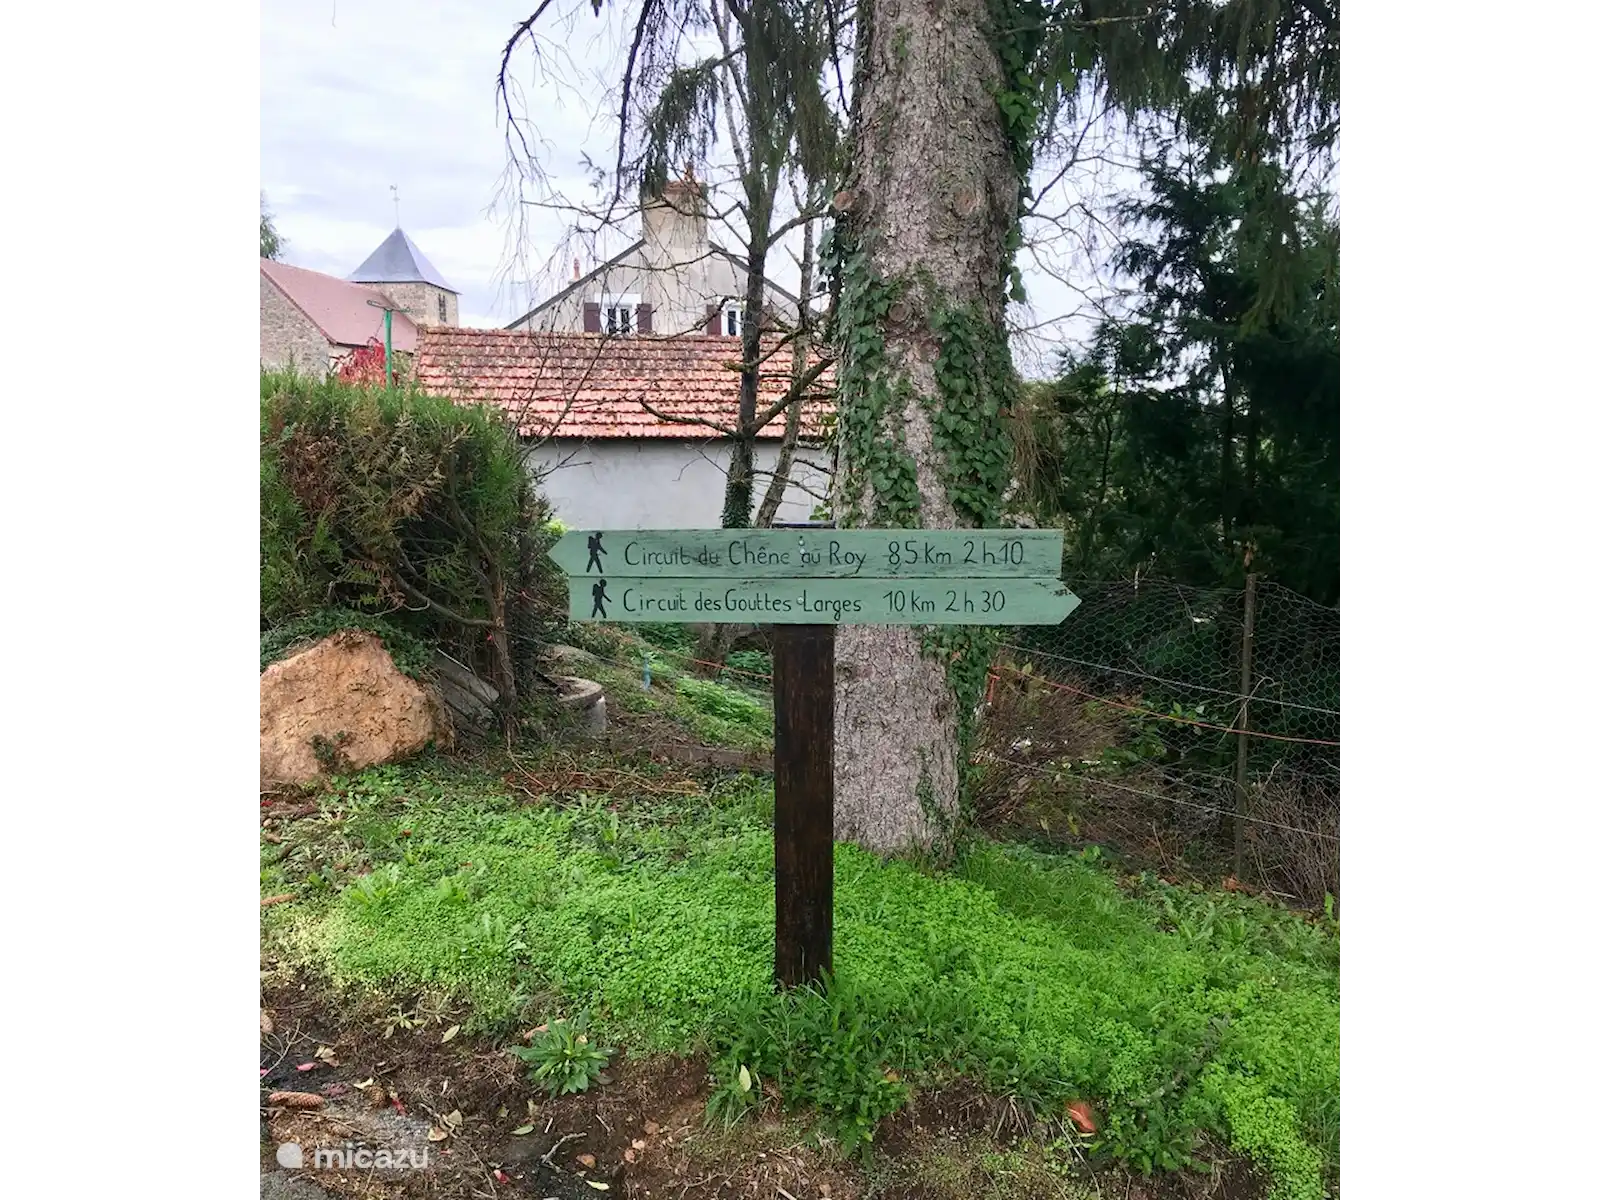 Circuit du Chêne au Roy 8,5 Km 2 h 10
Circuit des Gouttes Larges 10 Km 2 h 30
micazu